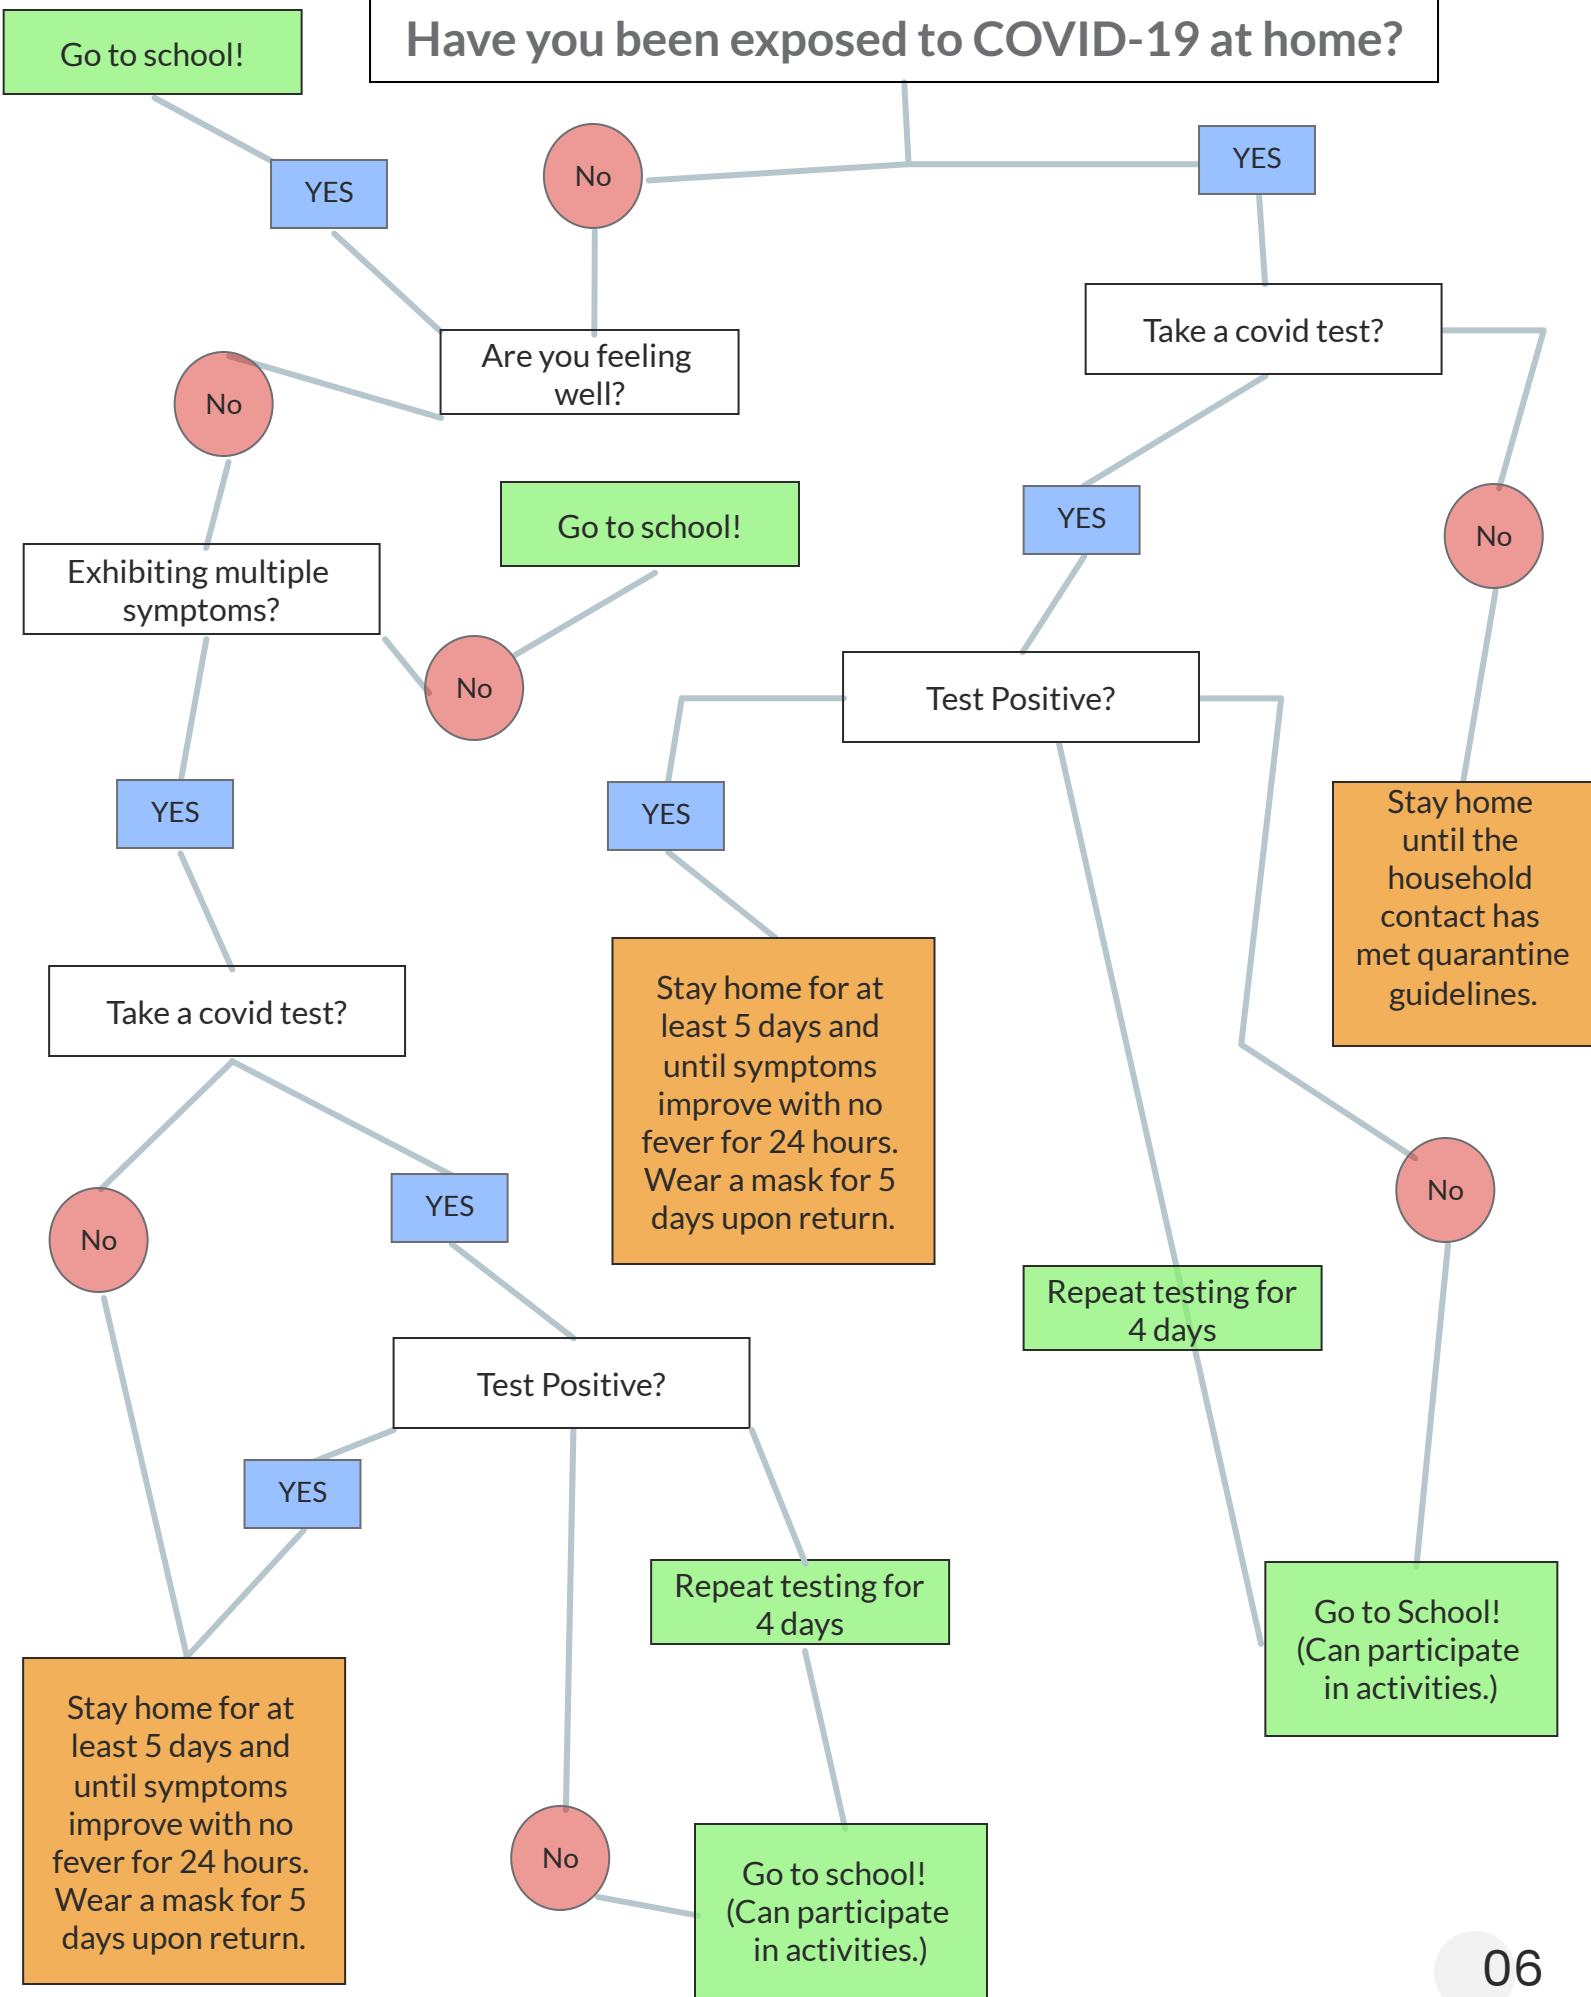 Have you been exposed to COVID-19 at home?
Go to school!
No
YES
YES
Are you feeling
well?
Take a covid test?
No
Go to school!
YES
No
Exhibiting multiple
symptoms?
No
Test Positive?
YES
YES
Stay home
until the
household
contact has
met quarantine
guidelines.
Take a covid test?
Stay home for at
least 5 days and
until symptoms
improve with no
fever for 24 hours.
Wear a mask for 5
days upon return.
No
YES
No
Repeat testing for
4 days
Test Positive?
YES
Repeat testing for
4 days
Go to School!
(Can participate
in activities.)
Stay home for at
least 5 days and
until symptoms
improve with no
fever for 24 hours.
Wear a mask for 5
days upon return.
No
Go to school!
(Can participate
in activities.)
06